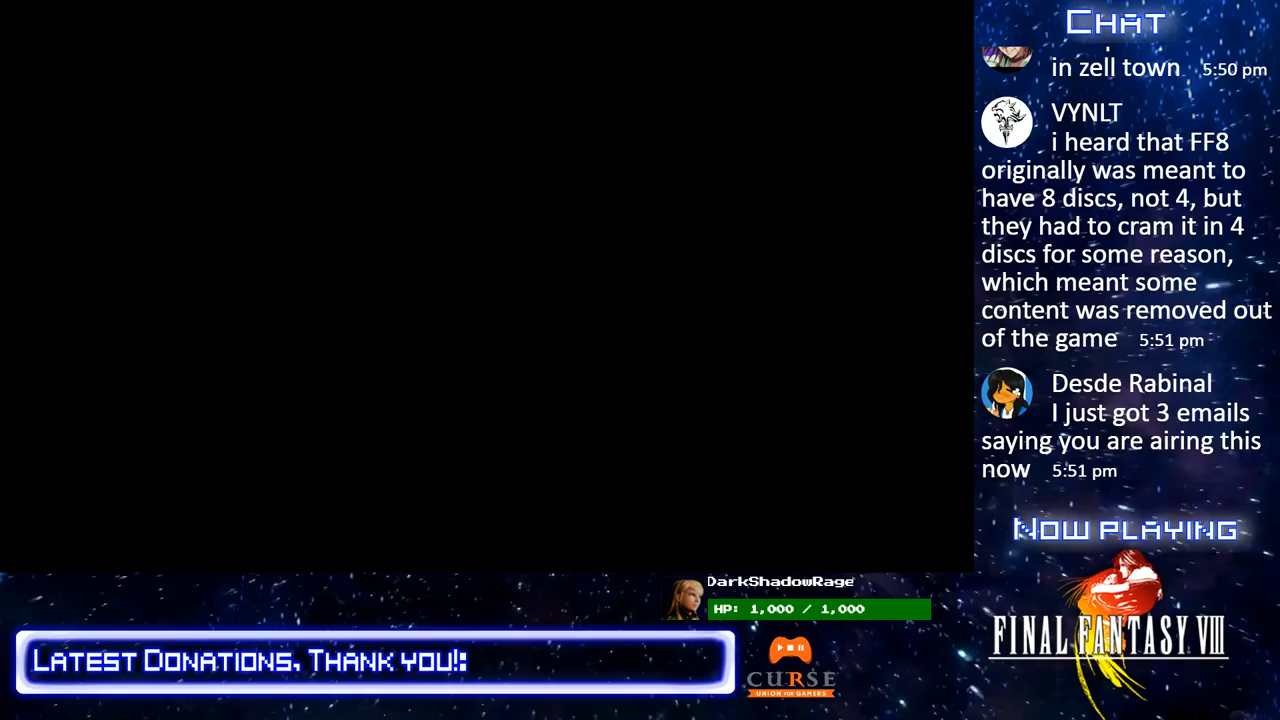 Chat
in zell town 5:50 pm
VYNLT
i heard that FF8
originally was meant to
have 8 discs, not 4, but
they had to cram it in 4
discs for some reason,
which meant some
content was removed out
of the game 5:51 pm
Desde Rabinal
I just got 3 emails
saying you are airing this
now 5:51 pm
Now playing
FINAL FANTASY VIII
DarkShadowRage
HP: 1,000 / 1,000
Latest Donations, Thank you!:
CURSE
UNION FOR GAMERS